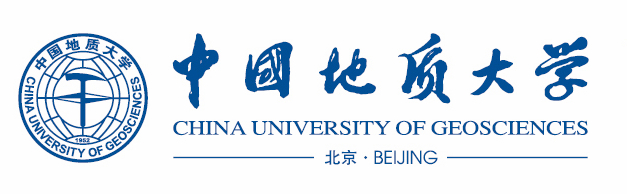 中国地质大学
CHINA UNIVERSITY OF GEOSCIENCES
1952
中國地质大学
CHINA UNIVERSITY OF GEOSCIENCES
北京·BEIJING